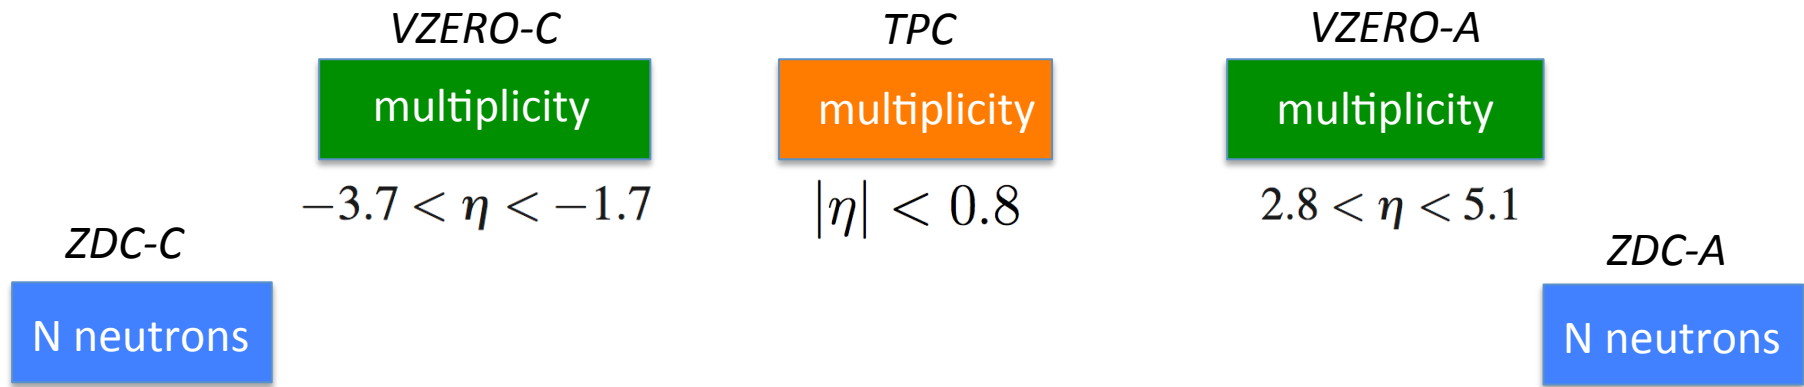 VZERO-C
TPC
VZERO-A
multiplicity
multiplicity
multiplicity
−3.7 < η < −1.7
|η| < 0.8
2.8 < η < 5.1
ZDC-C
ZDC-A
N neutrons
N neutrons